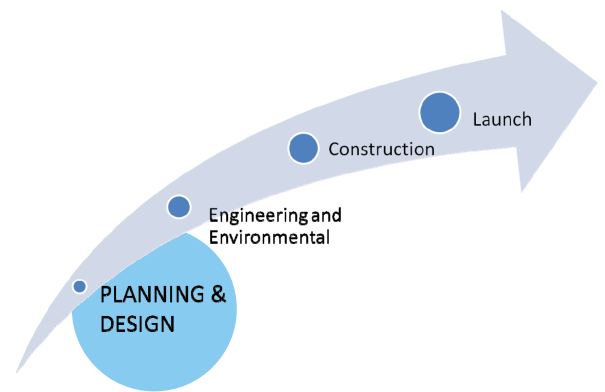 Launch
Construction
Engineering and
Environmental
PLANNING &
DESIGN